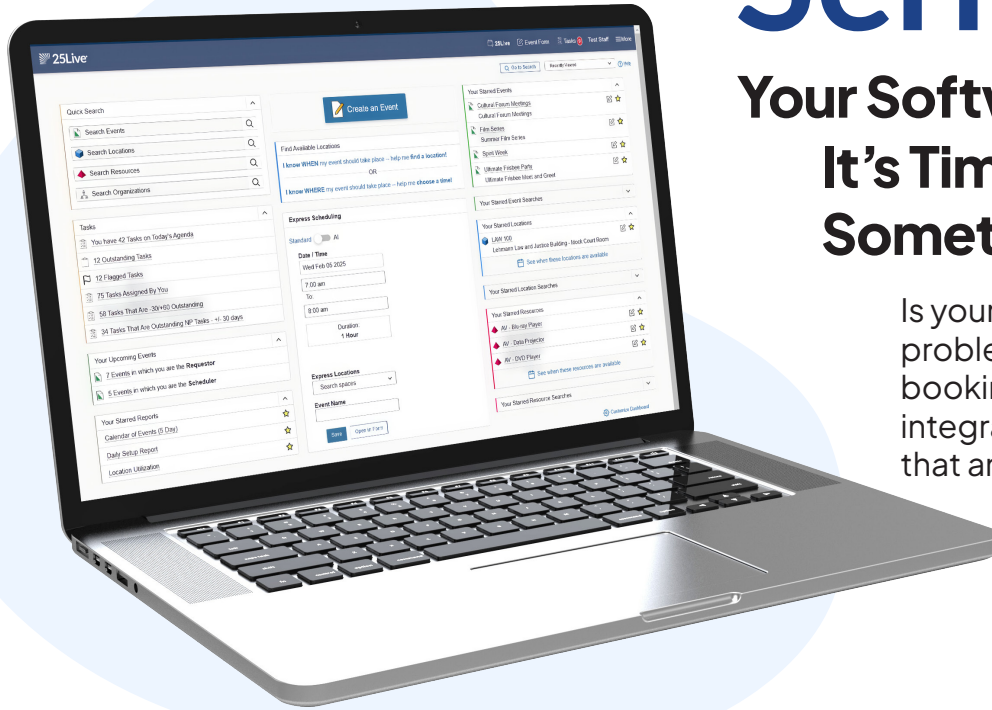 25Live
25Live
Event Form
Tasks
Test Staff
More
Go to Search
Recently Viewed
Help
Quick Search
Search Events
Search Locations
Search Resources
Search Organizations
Tasks
You have 42 Tasks on Today's Agenda
12 Outstanding Tasks
12 Flagged Tasks
75 Tasks Assigned By You
58 Tasks That Are -30/+60 Outstanding
34 Tasks That Are Outstanding NP Tasks - +/- 30 days
Your Upcoming Events
7 Events in which you are the Requestor
5 Events in which you are the Scheduler
Your Starred Reports
Calendar of Events (5 Day)
Daily Setup Report
Location Utilization
Create an Event
Find Available Locations
I know WHEN my event should take place -- help me find a location!
OR
I know WHERE my event should take place -- help me choose a time!
Express Scheduling
Standard
AI
Date / Time
Wed Feb 05 2025
7:00 am
To:
8:00 am
Duration:
1 Hour
Express Locations
Search spaces
Event Name
Save
Open in Form
Your Starred Events
Cultural Forum Meetings
Cultural Forum Meetings
Film Series
Summer Film Series
Spirit Week
Ultimate Frisbee Party
Ultimate Frisbee Meet and Greet
Your Starred Event Searches
Your Starred Locations
LAW 100
Lehmann Law and Justice Building - Mock Court Room
See when these locations are available
Your Starred Location Searches
Your Starred Resources
AV - Blu-ray Player
AV - Data Projector
AV - DVD Player
See when these resources are available
Your Starred Resource Searches
Customize Dashboard
Your Softw
It's Tim
Somet
Is your
proble
bookin
integra
that ar